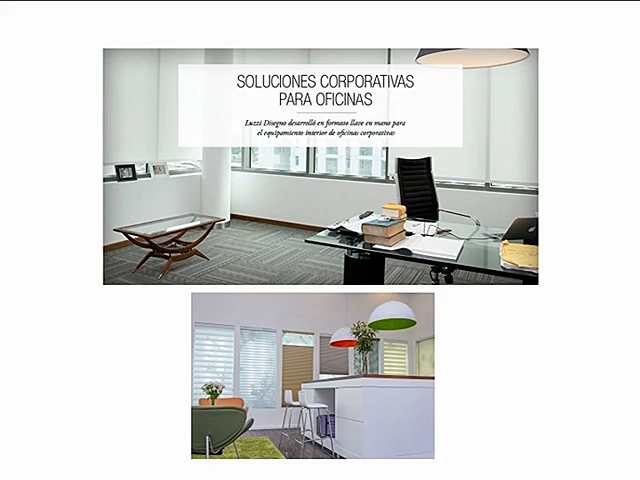 SOLUCIONES CORPORATIVAS
PARA OFICINAS
Luzzi Disegno desarrolló en formato llave en mano para
el equipamiento interior de oficinas corporativas